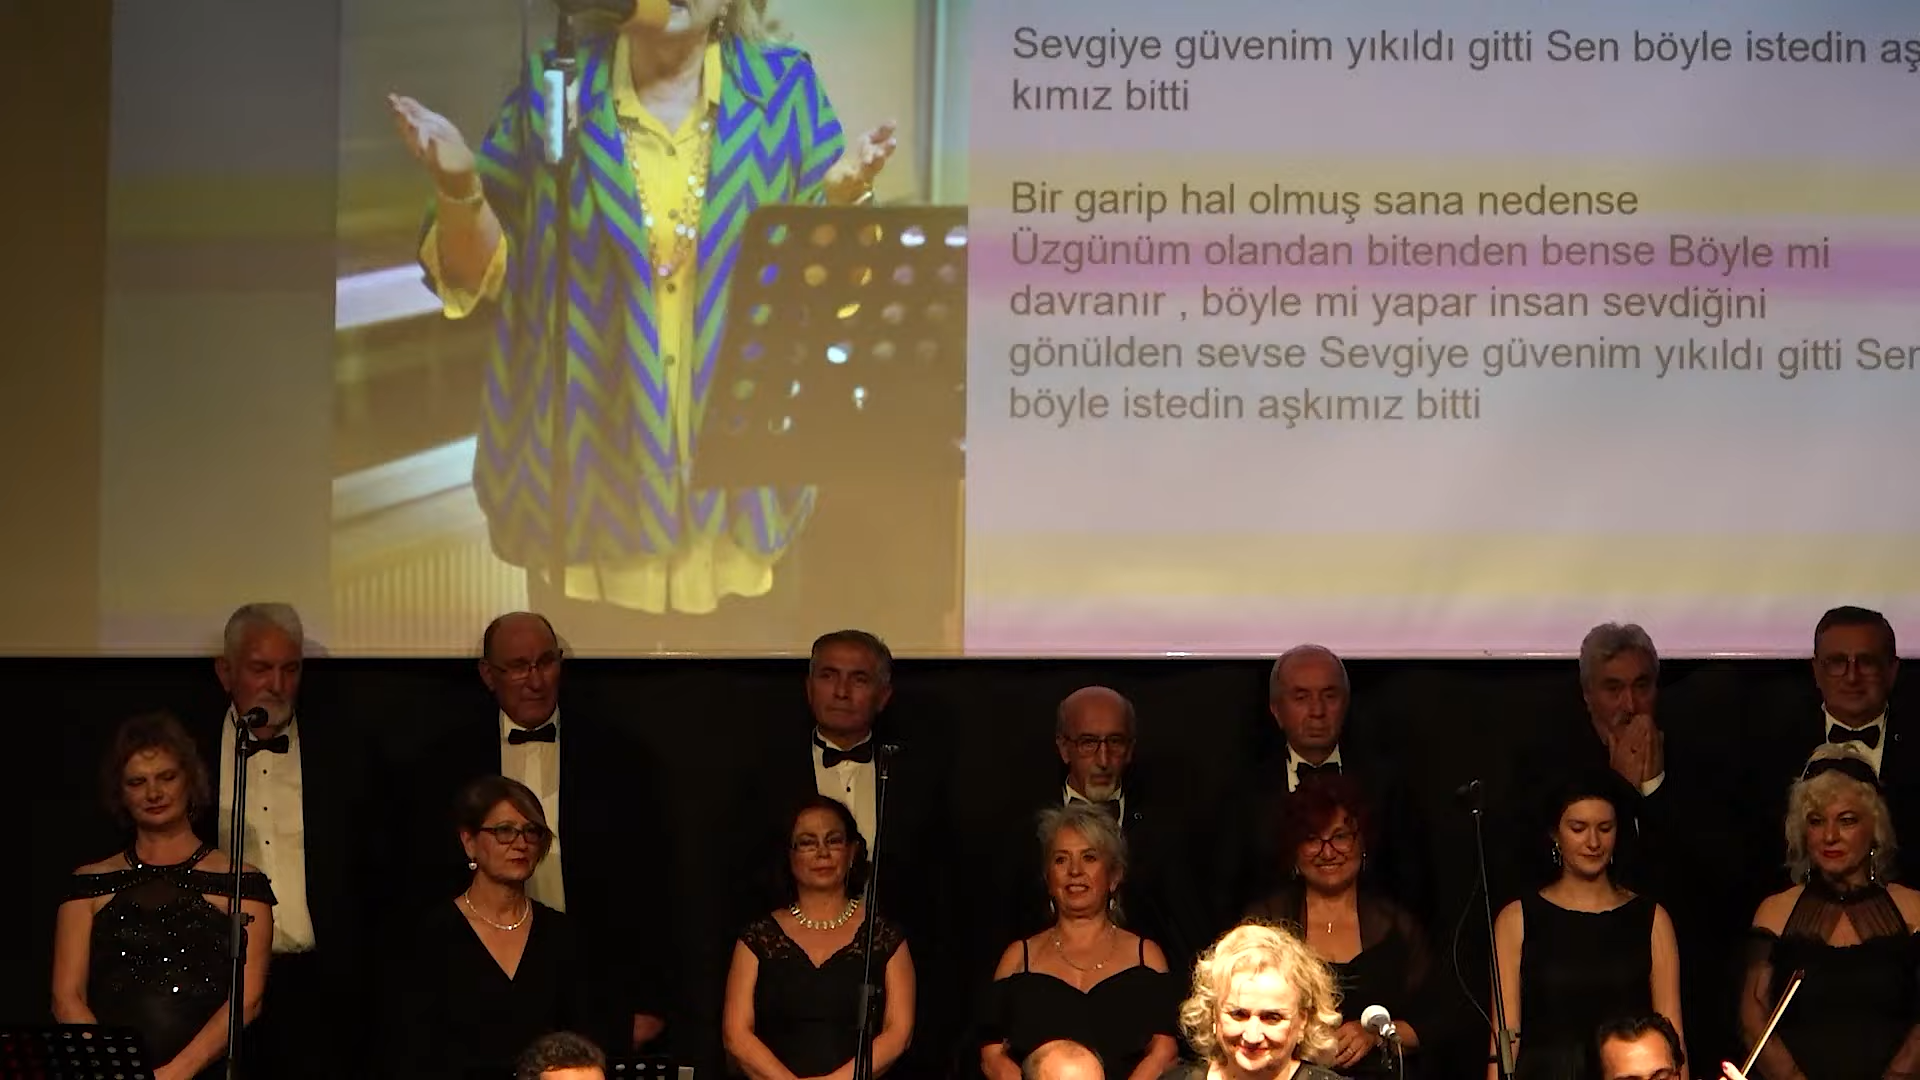 Sevgiye güvenim yıkıldı gitti Sen böyle istedin aş
kımız bitti
Bir garip hal olmuş sana nedense
Üzgünüm olandan bitenden bense Böyle mi
davranır , böyle mi yapar insan sevdiğini
gönülden sevse Sevgiye güvenim yıkıldı gitti Sen
böyle istedin aşkımız bitti